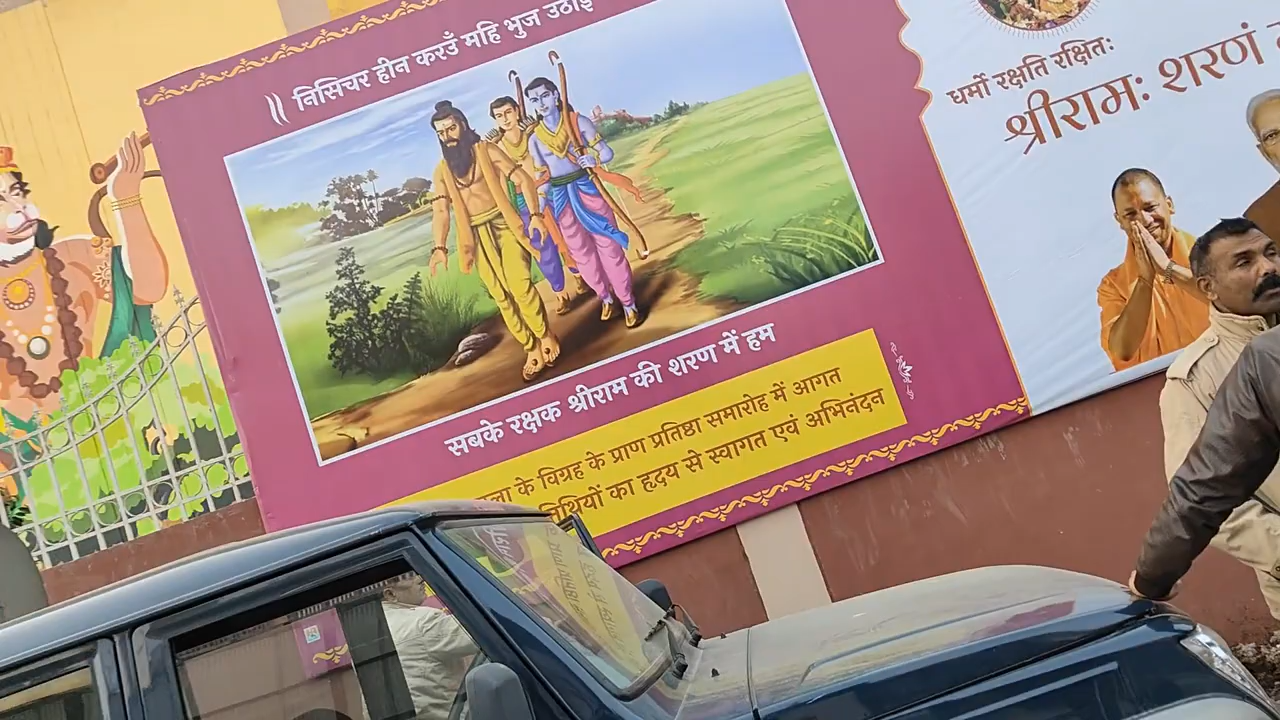 ॥ निसिचर हीन करउँ महि भुज उठाइ
सबके रक्षक श्रीराम की शरण में हम
के विग्रह के प्राण प्रतिष्ठा समारोह में आगत
का हृदय से स्वागत एवं अभिनंदन
धर्मो रक्षति रक्षितः
श्रीरामः शरणं